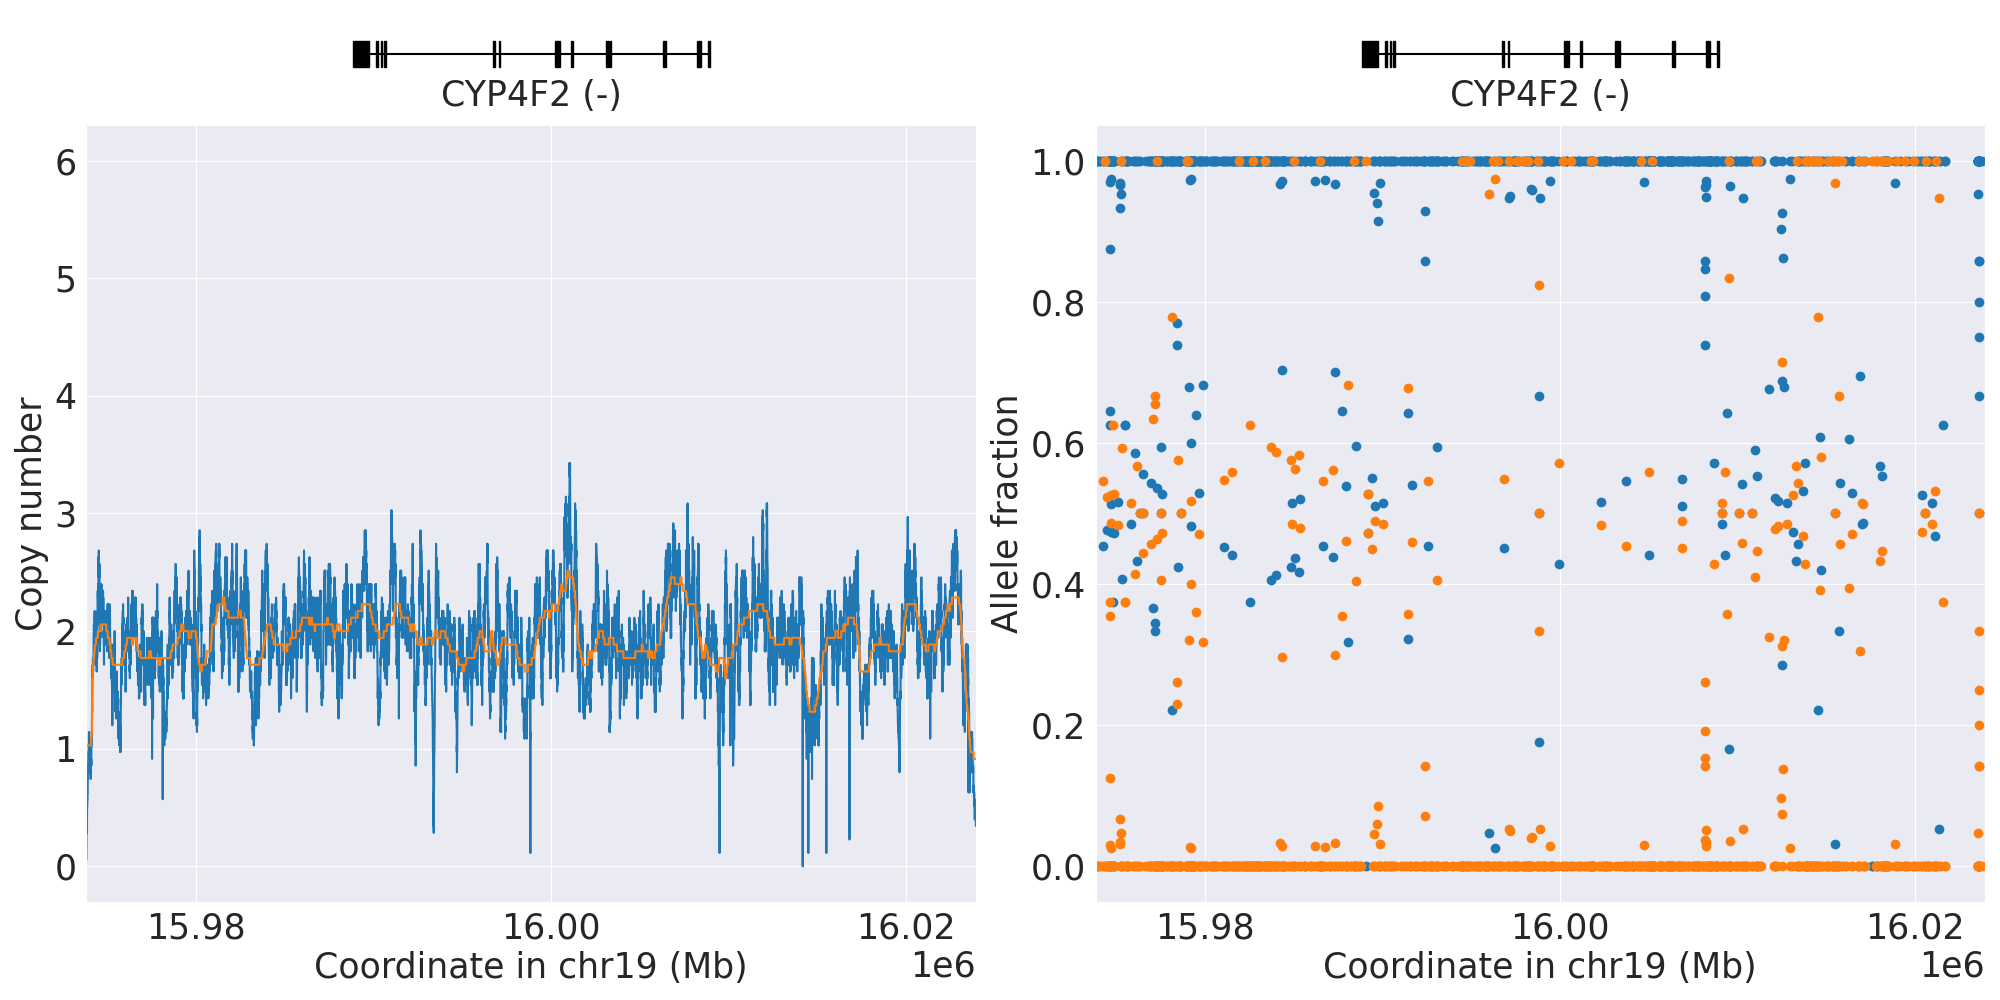 CYP4F2 (-)
Copy number
6
5
4
3
2
1
0
15.98
16.00
16.02
Coordinate in chr19 (Mb)
1e6
CYP4F2 (-)
Allele fraction
1.0
0.8
0.6
0.4
0.2
0.0
15.98
16.00
16.02
Coordinate in chr19 (Mb)
1e6